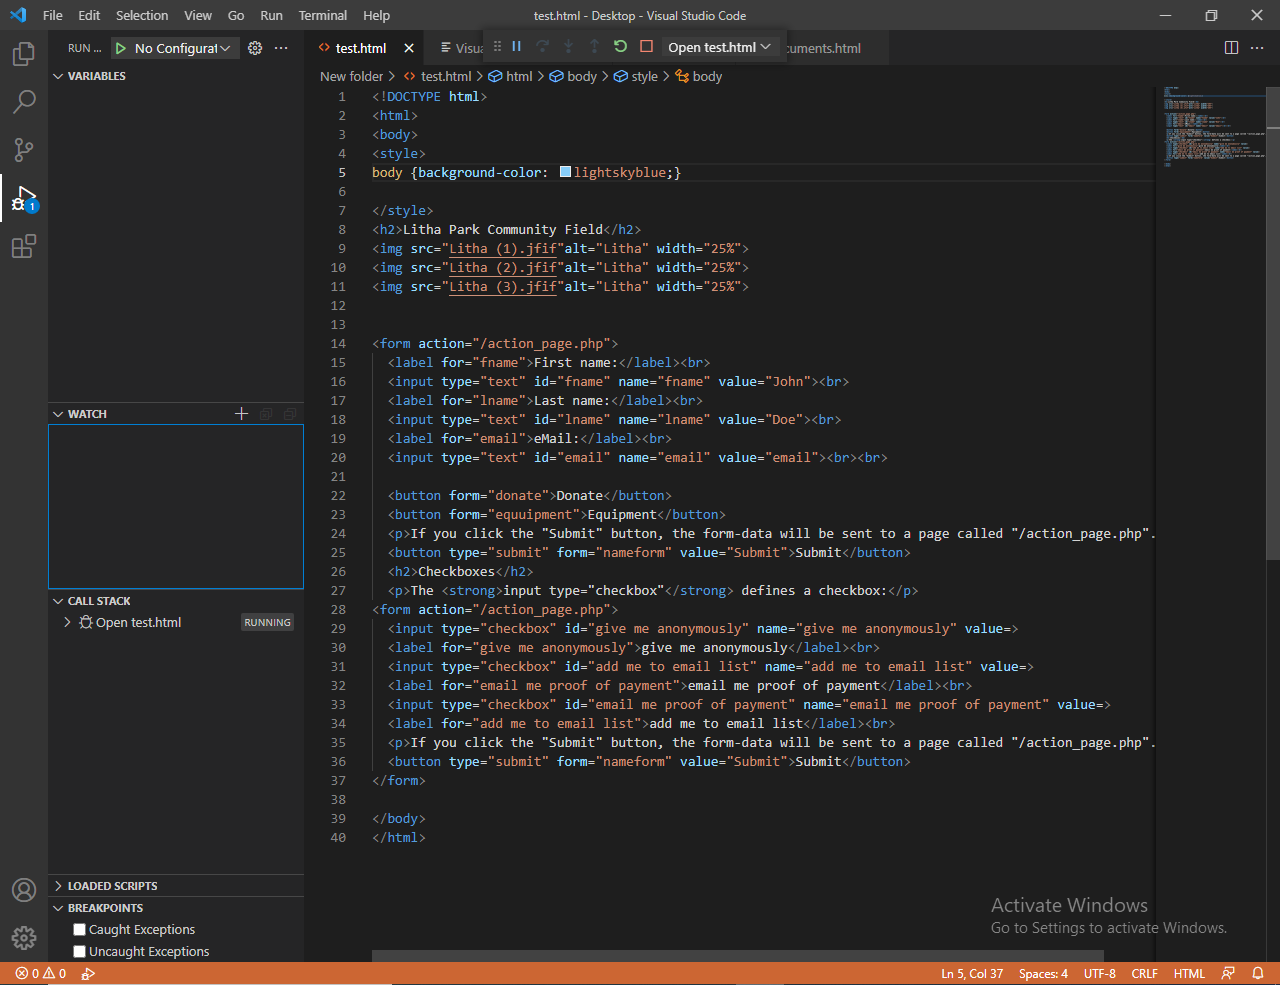 File Edit Selection View Go Run Terminal Help test.html - Desktop - Visual Studio Code
RUN ... No Configurat test.html Visu Open test.html cuments.html
VARIABLES
New folder > test.html > html > body > style > body
1 <!DOCTYPE html>
2 <html>
3 <body>
4 <style>
5 body {background-color: lightskyblue;}
6
7 </style>
8 <h2>Litha Park Community Field</h2>
9 <img src="Litha (1).jfif"alt="Litha" width="25%">
10 <img src="Litha (2).jfif"alt="Litha" width="25%">
11 <img src="Litha (3).jfif"alt="Litha" width="25%">
12
13
14 <form action="/action_page.php">
15 <label for="fname">First name:</label><br>
16 <input type="text" id="fname" name="fname" value="John"><br>
17 <label for="lname">Last name:</label><br>
18 <input type="text" id="lname" name="lname" value="Doe"><br>
19 <label for="email">eMail:</label><br>
20 <input type="text" id="email" name="email" value="email"><br><br>
21
22 <button form="donate">Donate</button>
23 <button form="equuipment">Equipment</button>
24 <p>If you click the "Submit" button, the form-data will be sent to a page called "/action_page.php".
25 <button type="submit" form="nameform" value="Submit">Submit</button>
26 <h2>Checkboxes</h2>
27 <p>The <strong>input type="checkbox"</strong> defines a checkbox:</p>
28 <form action="/action_page.php">
29 <input type="checkbox" id="give me anonymously" name="give me anonymously" value=>
30 <label for="give me anonymously">give me anonymously</label><br>
31 <input type="checkbox" id="add me to email list" name="add me to email list" value=>
32 <label for="email me proof of payment">email me proof of payment</label><br>
33 <input type="checkbox" id="email me proof of payment" name="email me proof of payment" value=>
34 <label for="add me to email list">add me to email list</label><br>
35 <p>If you click the "Submit" button, the form-data will be sent to a page called "/action_page.php".
36 <button type="submit" form="nameform" value="Submit">Submit</button>
37 </form>
38
39 </body>
40 </html>
1
WATCH
CALL STACK
Open test.html RUNNING
LOADED SCRIPTS
BREAKPOINTS
Caught Exceptions
Uncaught Exceptions
Activate Windows
Go to Settings to activate Windows.
0 0 Ln 5, Col 37 Spaces: 4 UTF-8 CRLF HTML